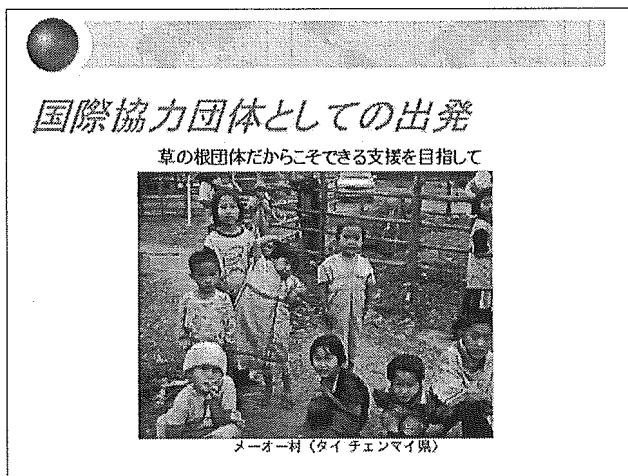 国際協力団体としての出発
草の根団体だからこそできる支援を目指して
メーオー村（タイ チェンマイ県）